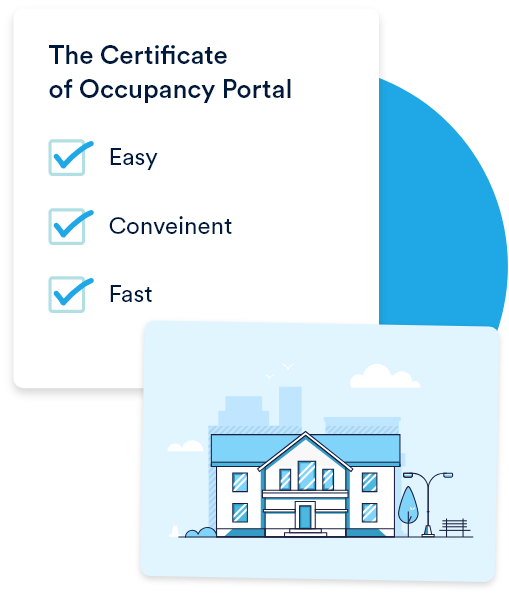 The Certificate
of Occupancy Portal
Easy
Conveinent
Fast